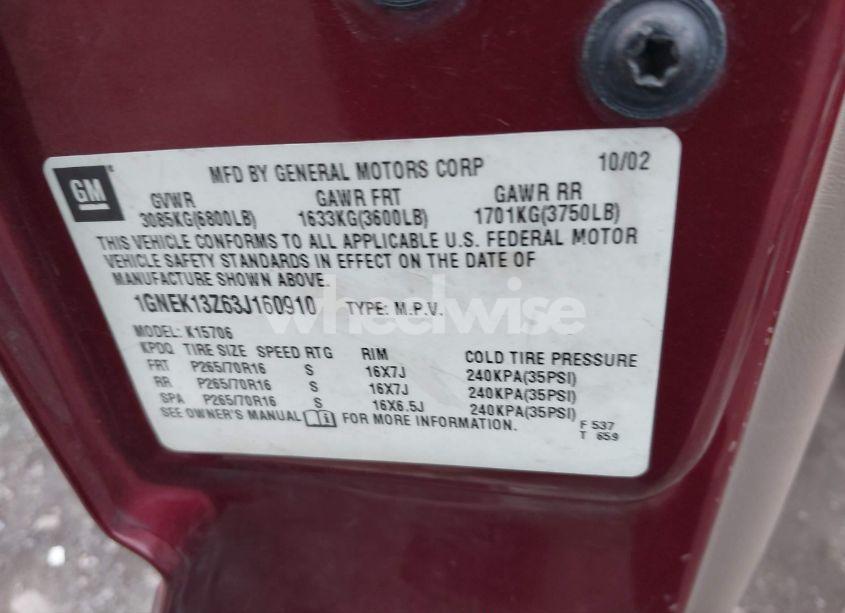 GM
MFD BY GENERAL MOTORS CORP 10/02
GVWR GAWR FRT GAWR RR
3085KG(6800LB) 1633KG(3600LB) 1701KG(3750LB)
THIS VEHICLE CONFORMS TO ALL APPLICABLE U.S. FEDERAL MOTOR
VEHICLE SAFETY STANDARDS IN EFFECT ON THE DATE OF
MANUFACTURE SHOWN ABOVE.
1GNEK13Z63J160910 TYPE: M.P.V.
wheelwise
MODEL: K15706
KPDQ TIRE SIZE SPEED RTG RIM COLD TIRE PRESSURE
FRT P265/70R16 S 16X7J 240KPA(35PSI)
RR P265/70R16 S 16X7J 240KPA(35PSI)
SPA P265/70R16 S 16X6.5J 240KPA(35PSI)
SEE OWNER'S MANUAL FOR MORE INFORMATION.
F 537
T 659